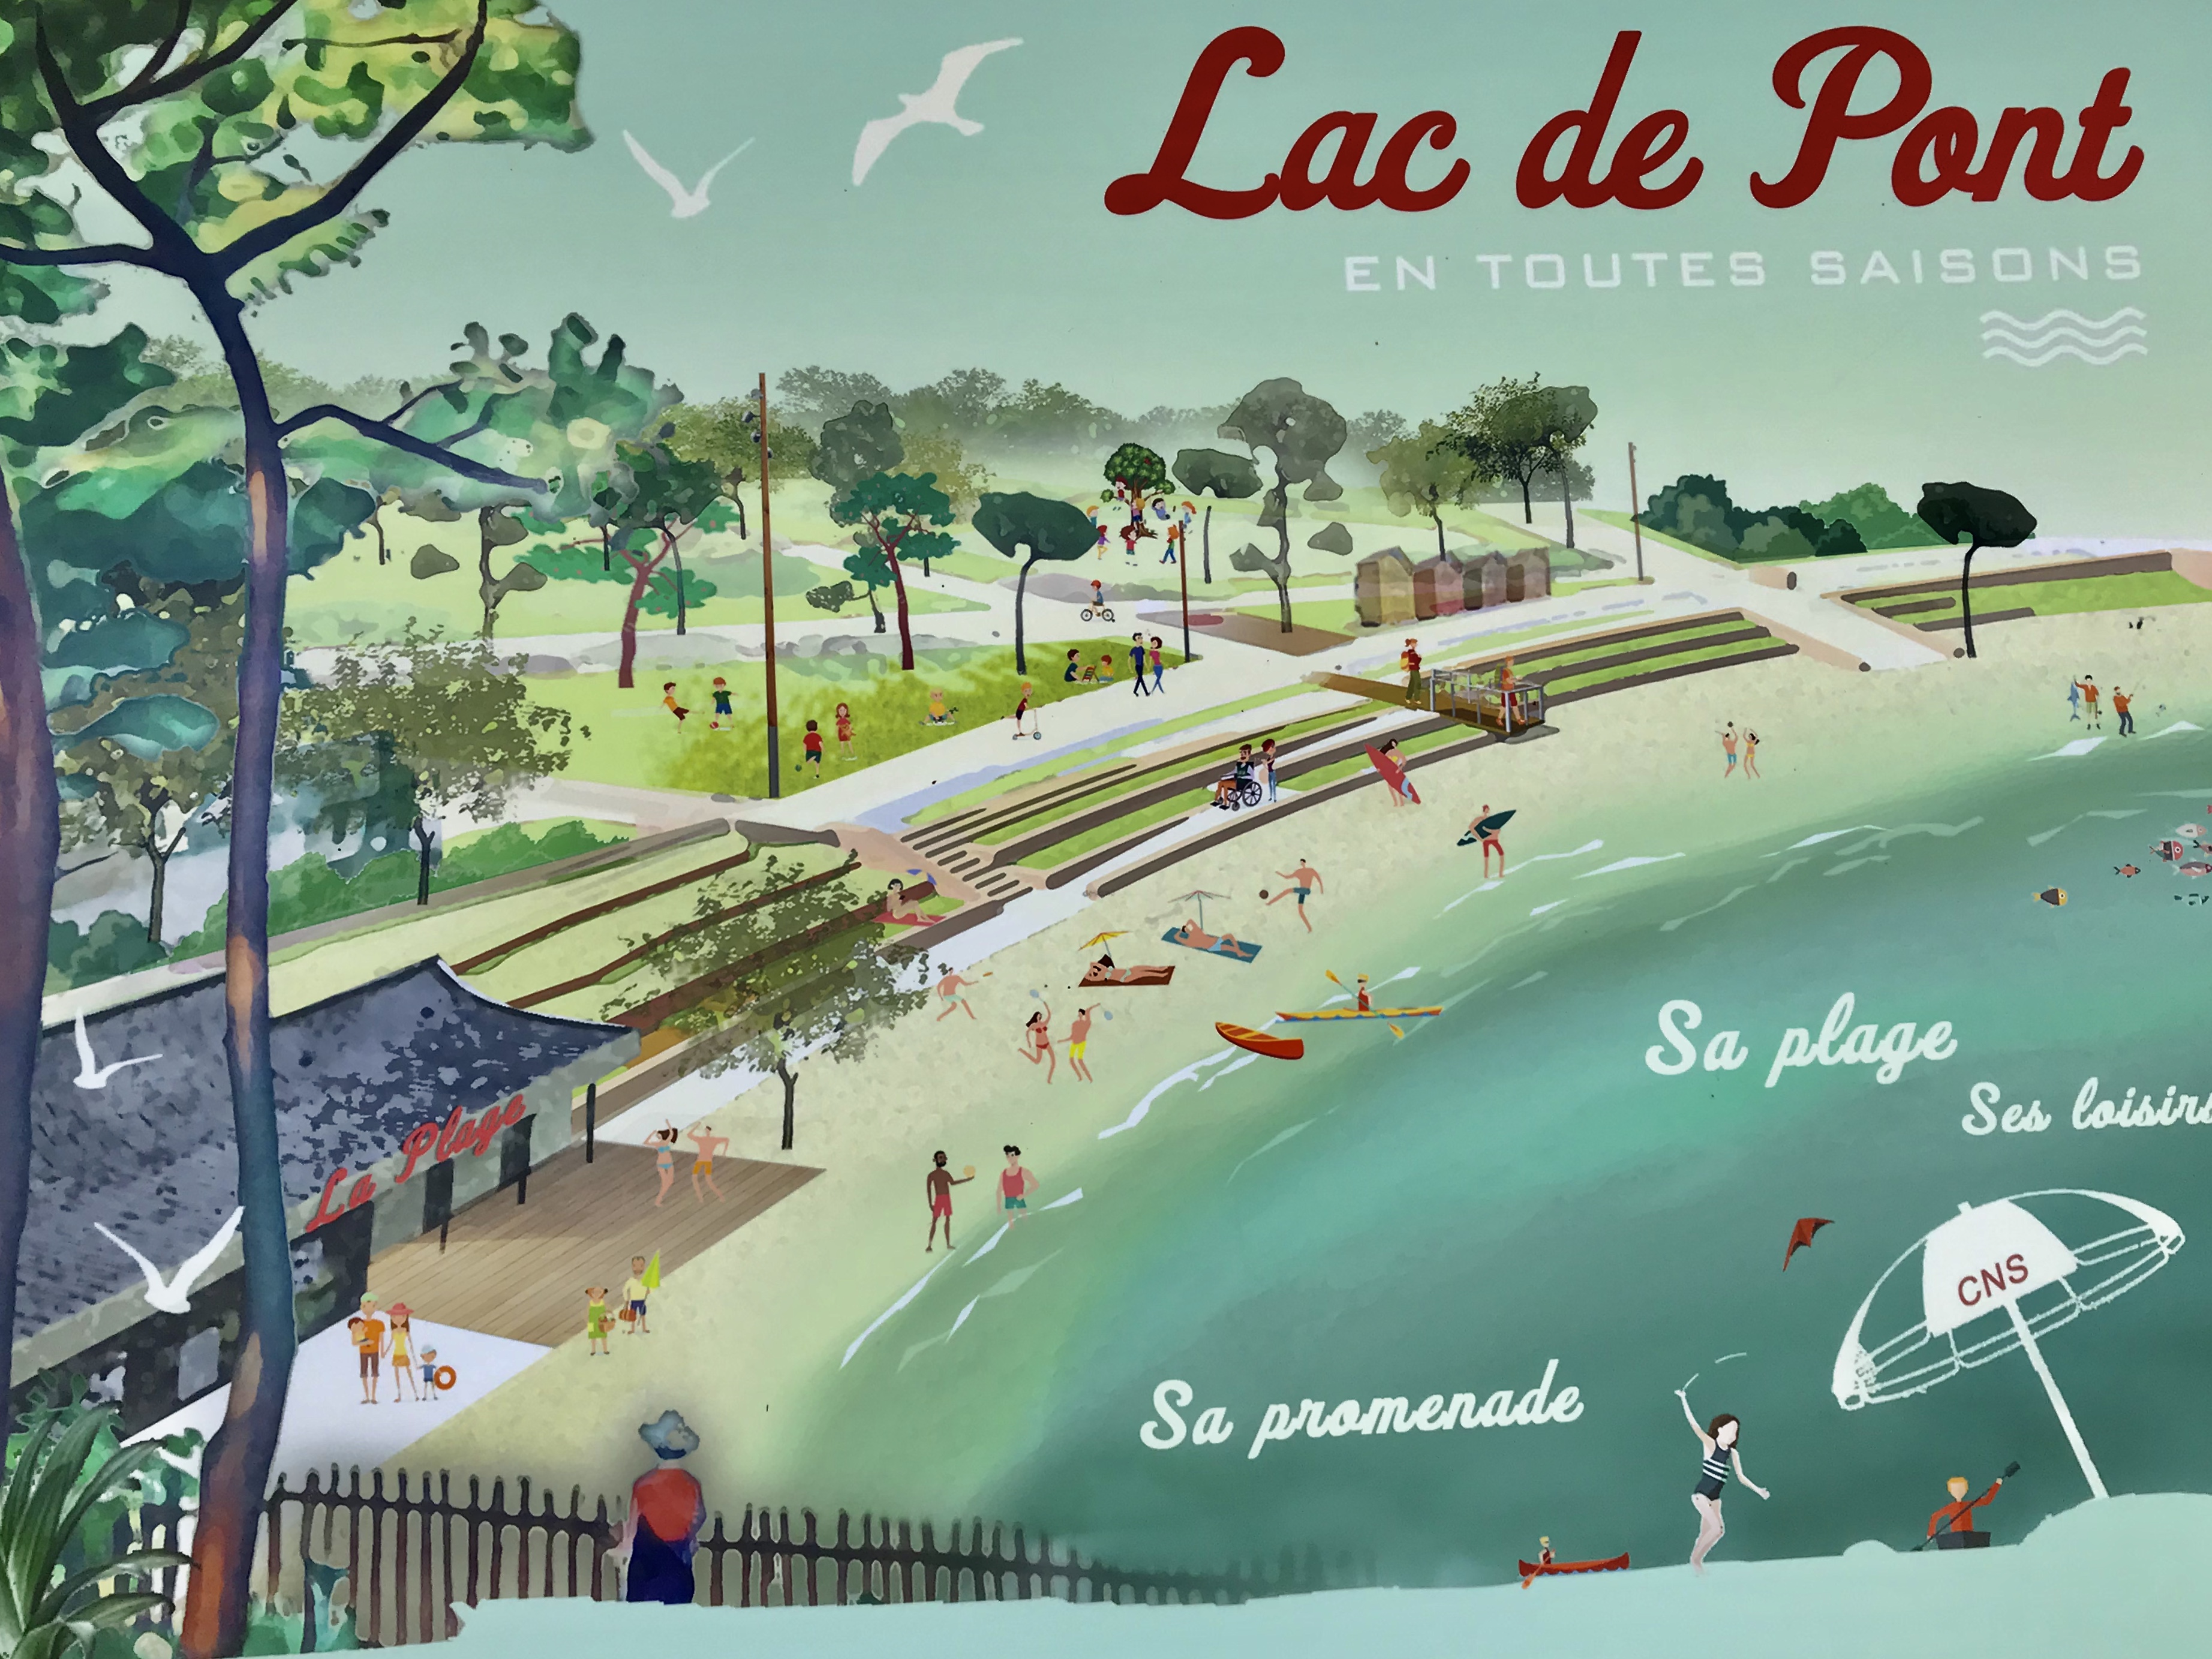 Lac de Pont
EN TOUTES SAISONS
Sa plage
Ses loisirs
La Plage
CNS
Sa promenade